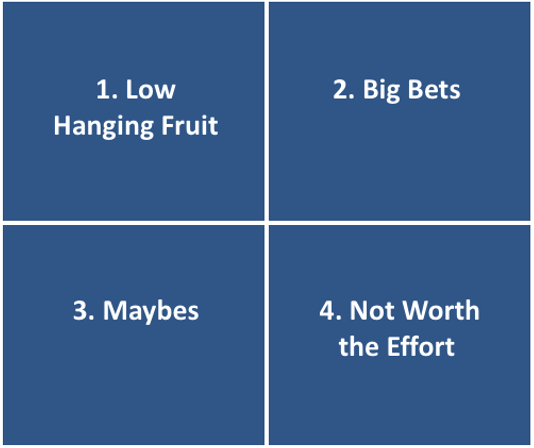 1. Low
Hanging Fruit
2. Big Bets
3. Maybes
4. Not Worth
the Effort